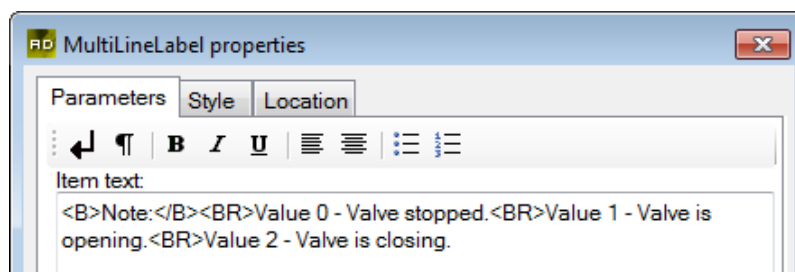 RD MultiLineLabel properties
Parameters Style Location
B I U
Item text:
<B>Note:</B><BR>Value 0 - Valve stopped.<BR>Value 1 - Valve is
opening.<BR>Value 2 - Valve is closing.